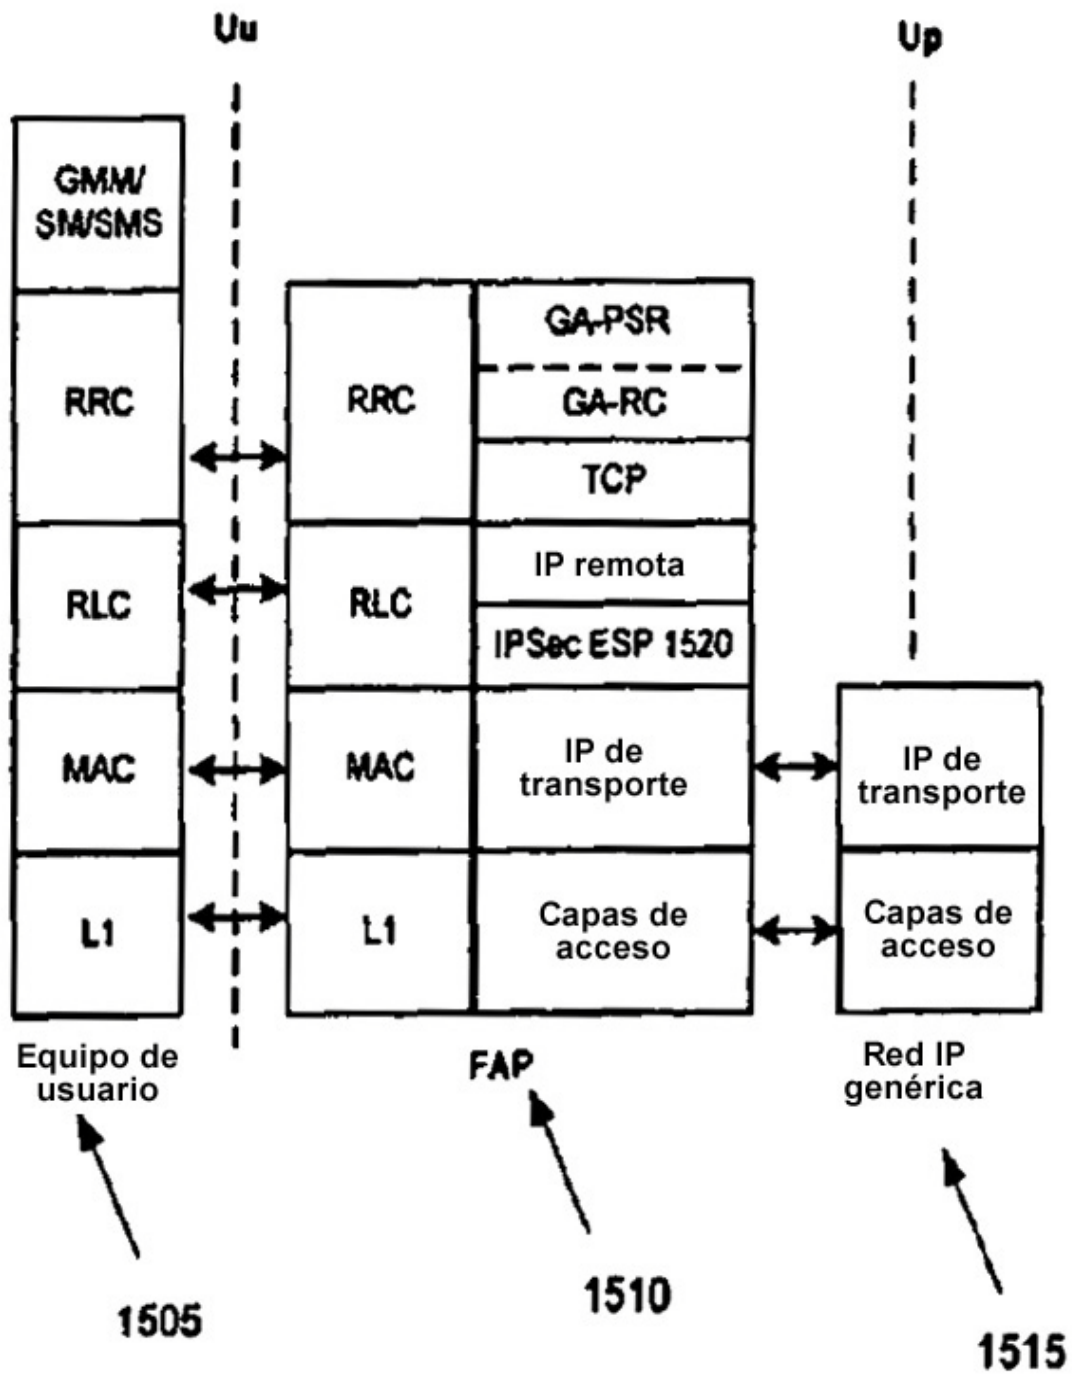 Uu
Up
GMM/
SM/SMS
RRC
RLC
MAC
L1
RRC
RLC
MAC
L1
GA-PSR
GA-RC
TCP
IP remota
IPSec ESP 1520
IP de
transporte
Capas de
acceso
IP de
transporte
Capas de
acceso
Equipo de
usuario
FAP
Red IP
genérica
1505
1510
1515